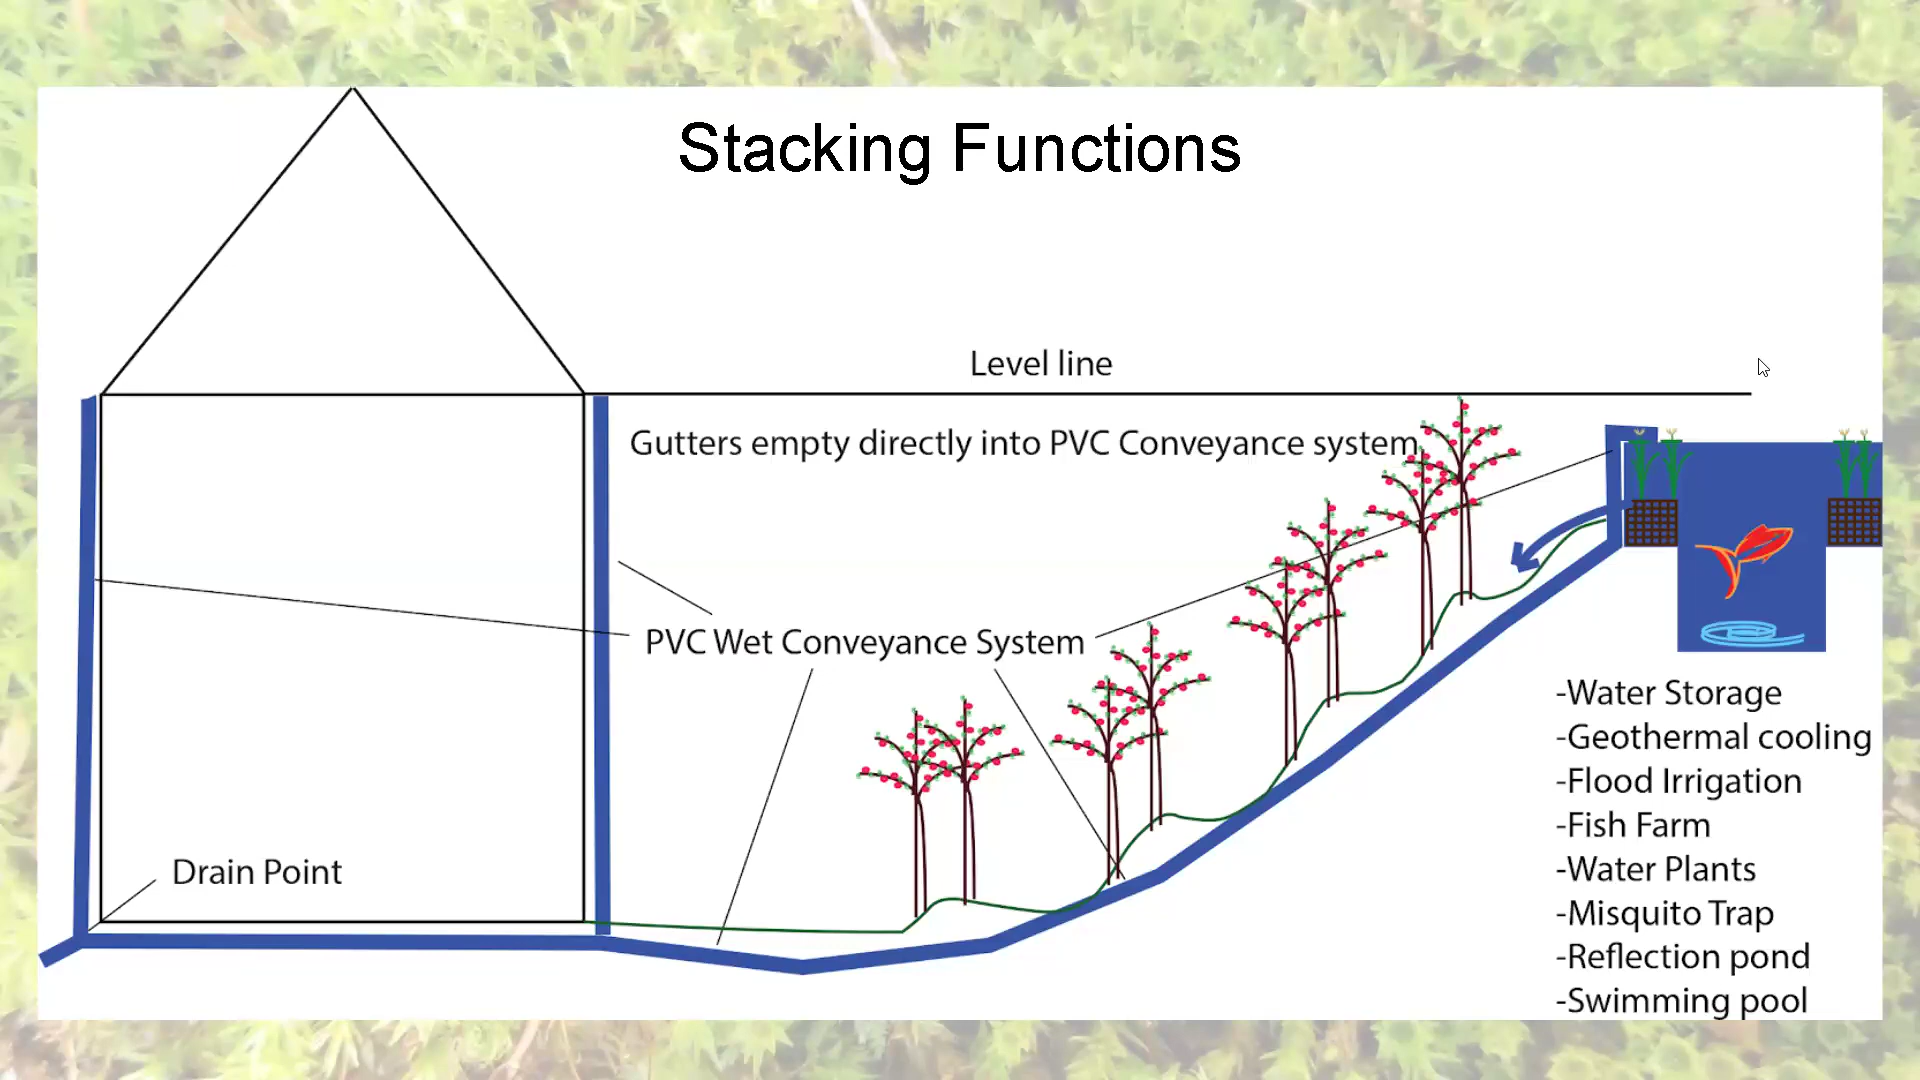 Stacking Functions
Level line
Gutters empty directly into PVC Conveyance system
PVC Wet Conveyance System
Drain Point
-Water Storage
-Geothermal cooling
-Flood Irrigation
-Fish Farm
-Water Plants
-Misquito Trap
-Reflection pond
-Swimming pool